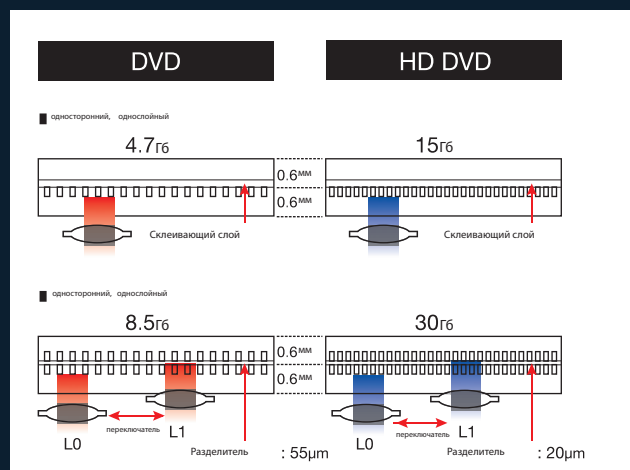 DVD
HD DVD
односторонний, однослойный
4.7Гб
15Гб
0.6мм
0.6мм
Склеивающий слой
Склеивающий слой
односторонний, однослойный
8.5Гб
30Гб
0.6мм
0.6мм
переключатель
переключатель
L0
L1
L0
L1
Разделитель : 55μm
Разделитель : 20μm